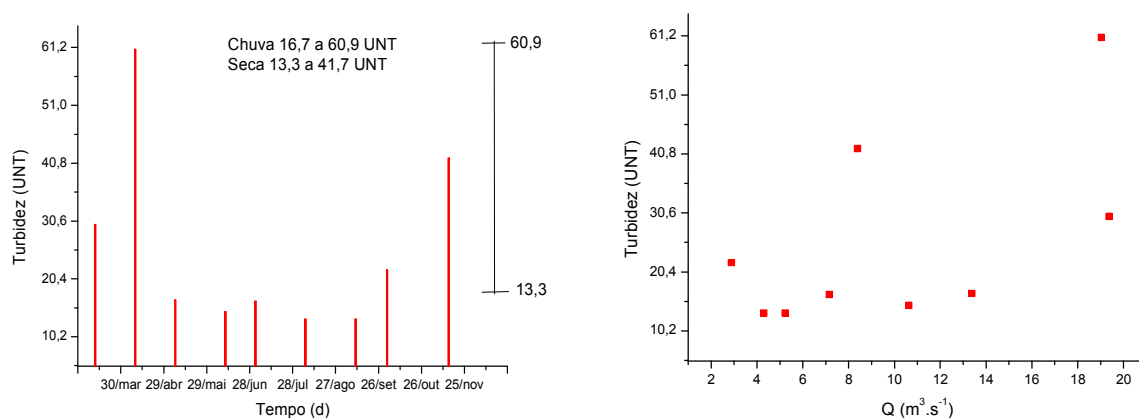 Chuva 16,7 a 60,9 UNT
Seca 13,3 a 41,7 UNT
60,9
13,3
Turbidez (UNT)
61,2
51,0
40,8
30,6
20,4
10,2
30/mar 29/abr 29/mai 28/jun 28/jul 27/ago 26/set 26/out 25/nov
Tempo (d)
Turbidez (UNT)
61,2
51,0
40,8
30,6
20,4
10,2
2 4 6 8 10 12 14 16 18 20
Q (m³.s⁻¹)